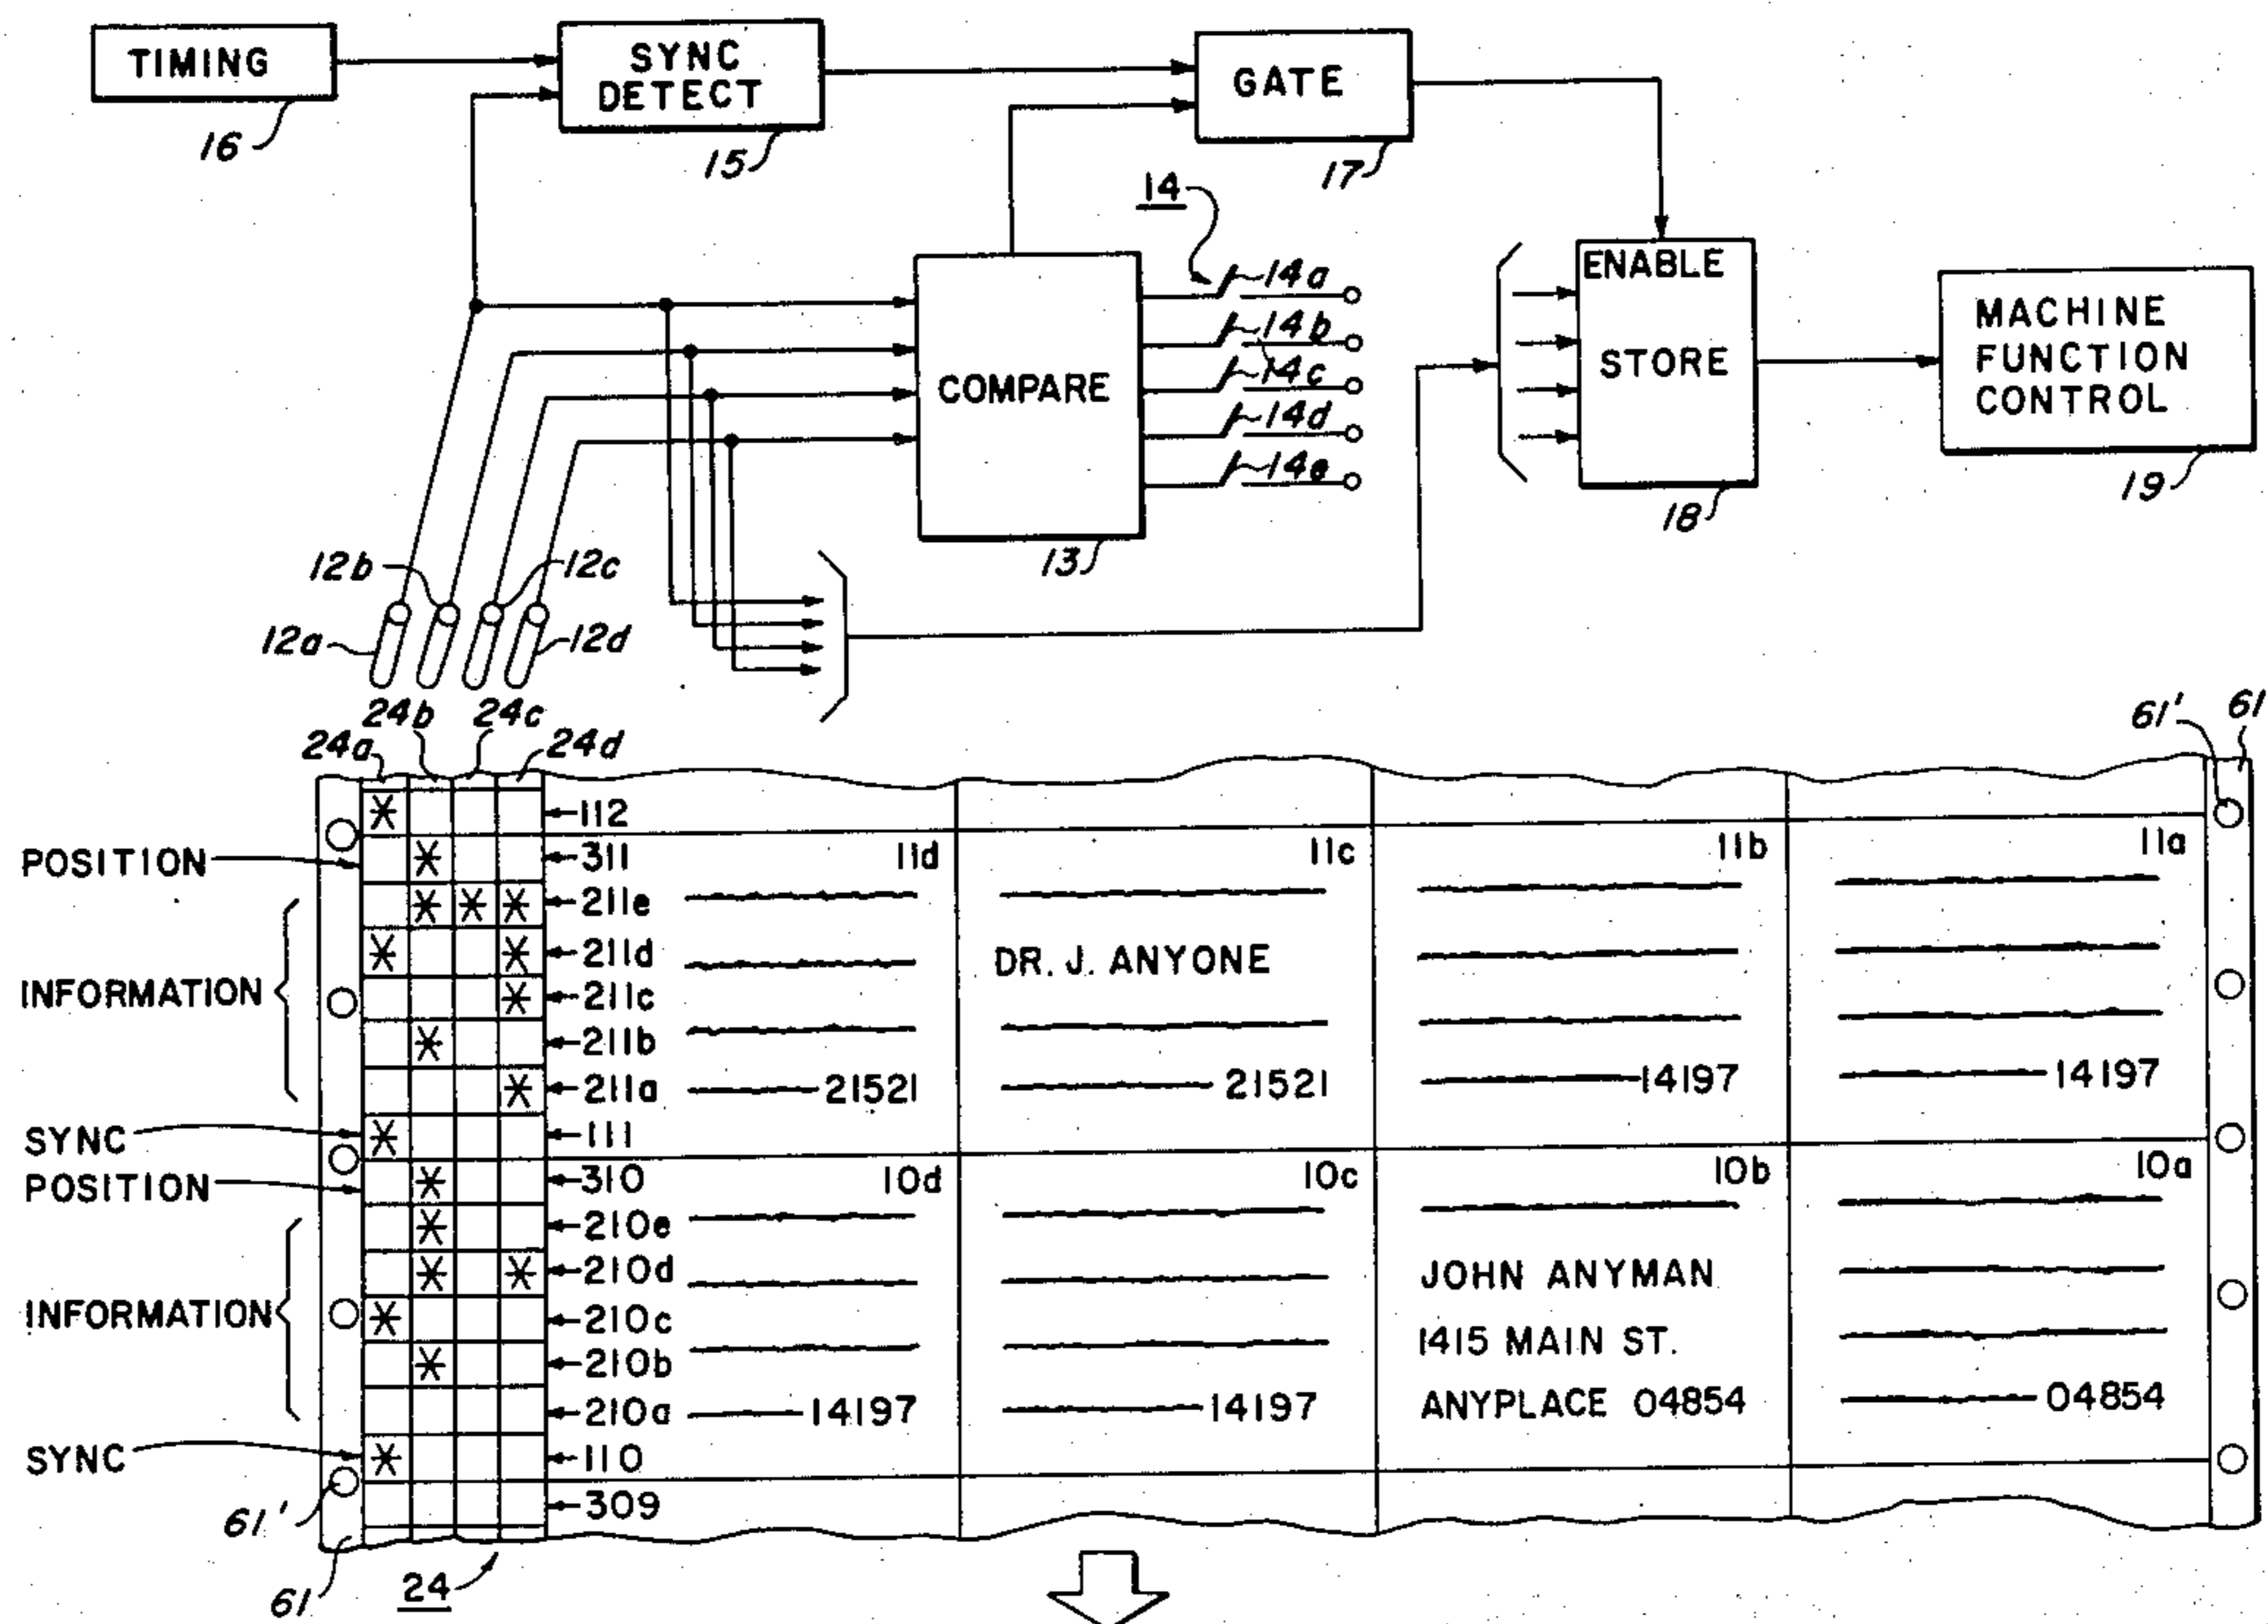 TIMING
16
SYNC
DETECT
15
GATE
17
14
14a
14b
14c
14d
14e
COMPARE
13
ENABLE
STORE
18
MACHINE
FUNCTION
CONTROL
19
12b
12c
12a
12d
24b
24c
24a
24d
61'
61
POSITION
INFORMATION
SYNC
POSITION
INFORMATION
SYNC
* 112
* 311
* * * 211e
* * 211d
* 211c
* 211b
* 211a
* 111
* 310
* 210e
* * 210d
* 210c
* 210b
210a
* 110
309
11d
11c
11b
11a
DR. J. ANYONE
21521
21521
14197
14197
10d
10c
10b
10a
JOHN ANYMAN
1415 MAIN ST.
ANYPLACE 04854
14197
14197
04854
61'
61
24